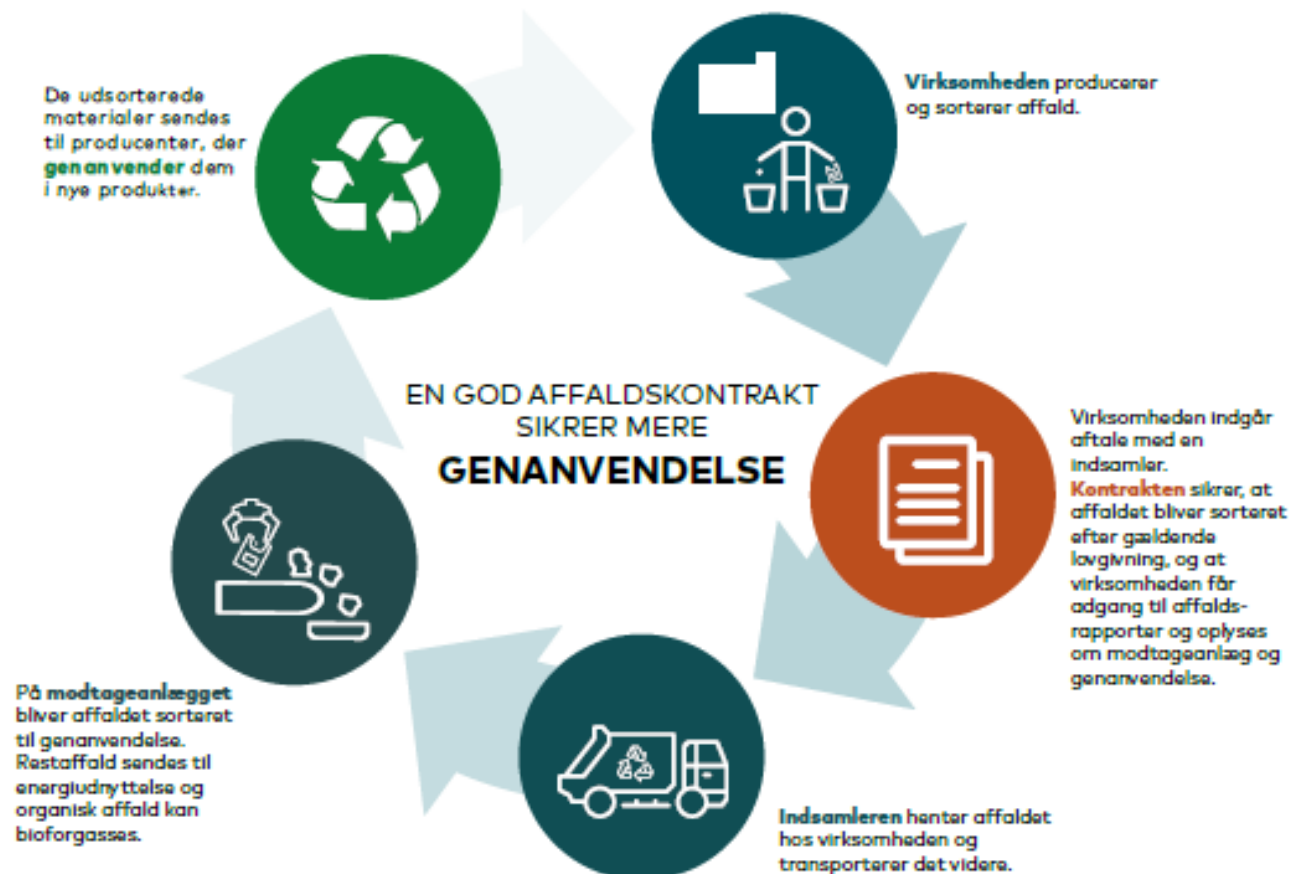 De udsorterede
materialer sendes
til producenter, der
genanvender dem
i nye produkter.
Virksomheden producerer
og sorterer affald.
EN GOD AFFALDSKONTRAKT
SIKRER MERE
GENANVENDELSE
Virksomheden indgår
aftale med en
indsamler.
Kontrakten sikrer, at
affaldet bliver sorteret
efter gældende
lovgivning, og at
virksomheden får
adgang til affalds-
rapporter og oplyses
om modtageanlæg og
genanvendelse.
Indsamleren henter affaldet
hos virksomheden og
transporterer det videre.
På modtageanlægget
bliver affaldet sorteret
til genanvendelse.
Restaffald sendes til
energiudnyttelse og
organisk affald kan
bioforgasses.